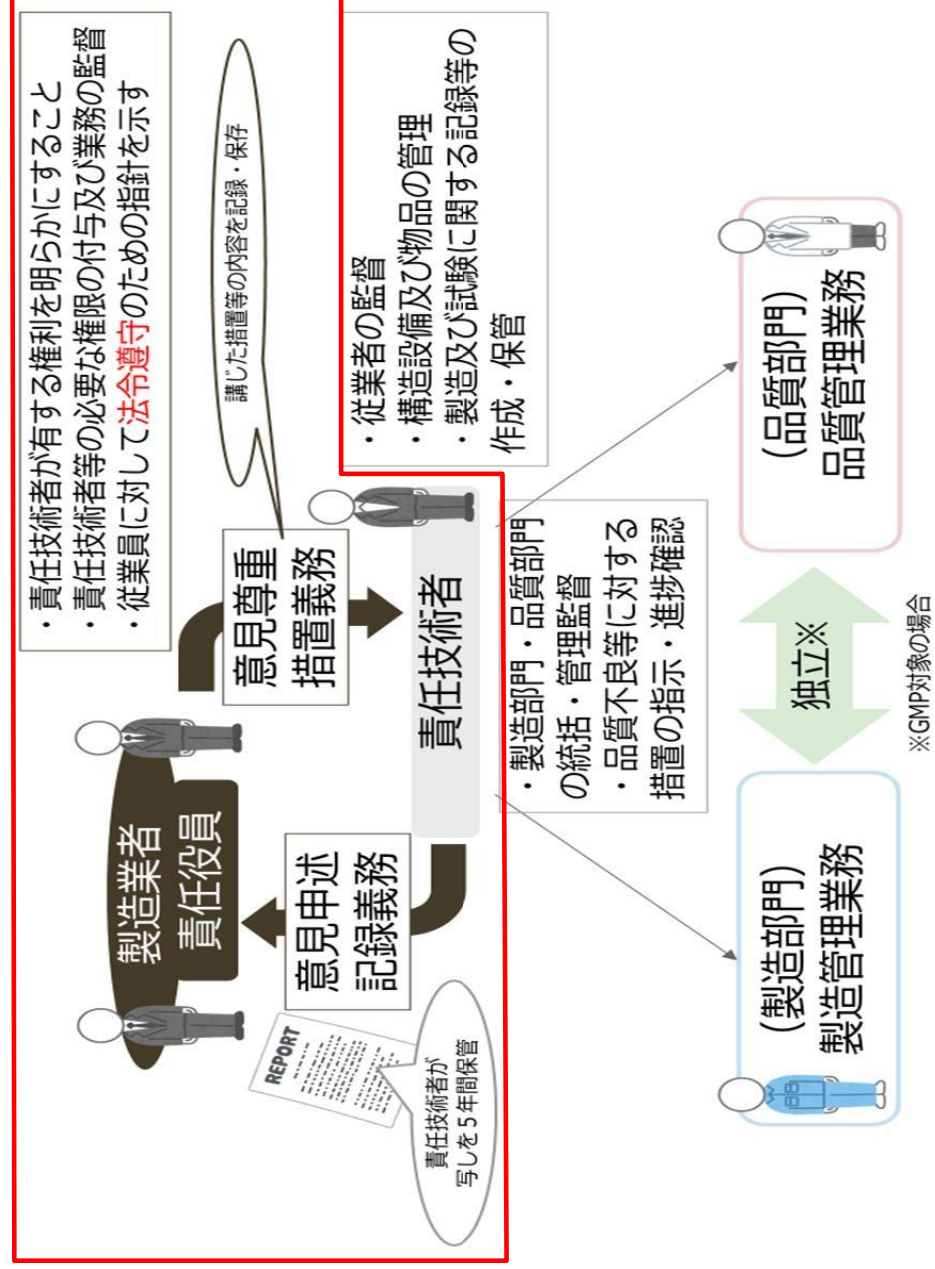 製造業者
責任役員
・責任技術者が有する権利を明らかにすること
・責任技術者等の必要な権限の付与及び業務の監督
・従業員に対して法令遵守のための指針を示す
意見申述
記録義務
意見尊重
措置義務
講じた措置等の内容を記録・保存
REPORT
責任技術者が
写しを5年間保管
責任技術者
・従業者の監督
・構造設備及び物品の管理
・製造及び試験に関する記録等の
作成・保管
・製造部門・品質部門
の統括・管理監督
・品質不良等に対する
措置の指示・進捗確認
(製造部門)
製造管理業務
独立※
(品質部門)
品質管理業務
※GMP対象の場合